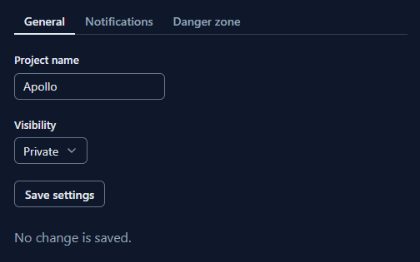 General Notifications Danger zone
Project name
Apollo
Visibility
Private
Save settings
No change is saved.